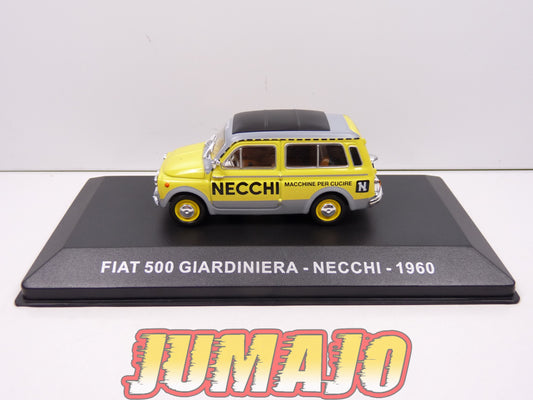 NECCHI MACCHINE PER CUCIRE N
FIAT 500 GIARDINIERA - NECCHI - 1960
JUMAJO